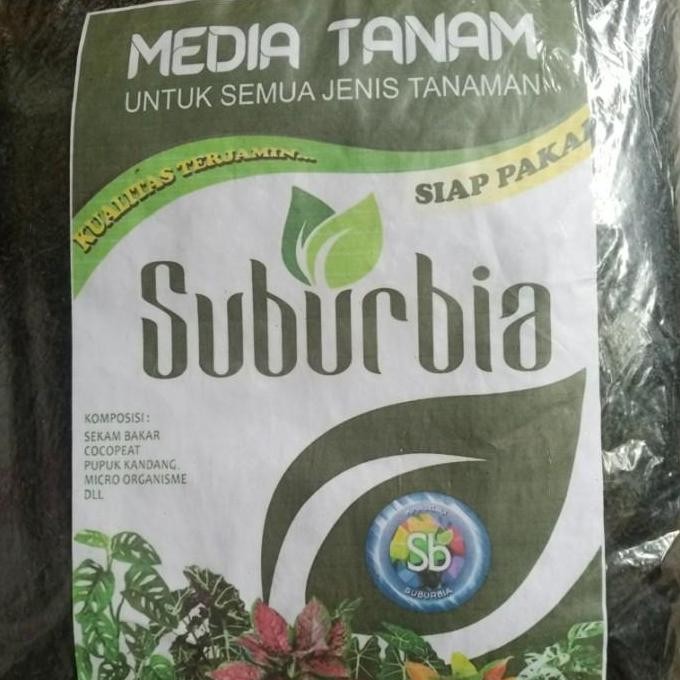 MEDIA TANAM
UNTUK SEMUA JENIS TANAMAN
KUALITAS TERJAMIN...
SIAP PAKAI
Suburbia
KOMPOSISI :
SEKAM BAKAR
COCOPEAT
PUPUK KANDANG,
MICRO ORGANISME
DLL
Sb
SUBURBIA